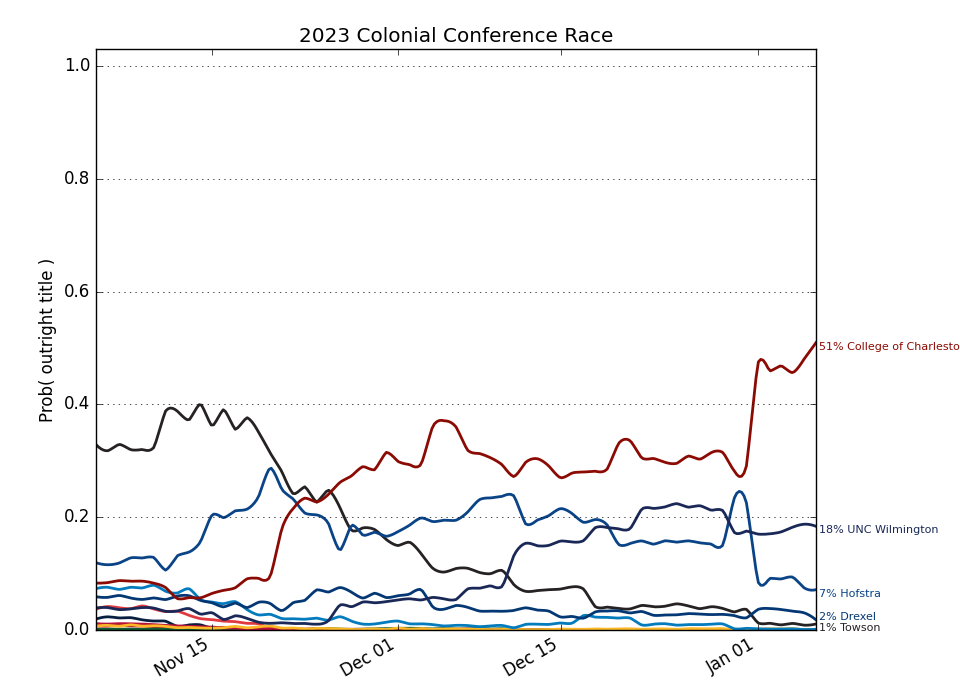 2023 Colonial Conference Race
Prob( outright title )
1.0
0.8
0.6
0.4
0.2
0.0
Nov 15
Dec 01
Dec 15
Jan 01
51% College of Charlesto
18% UNC Wilmington
7% Hofstra
2% Drexel
1% Towson